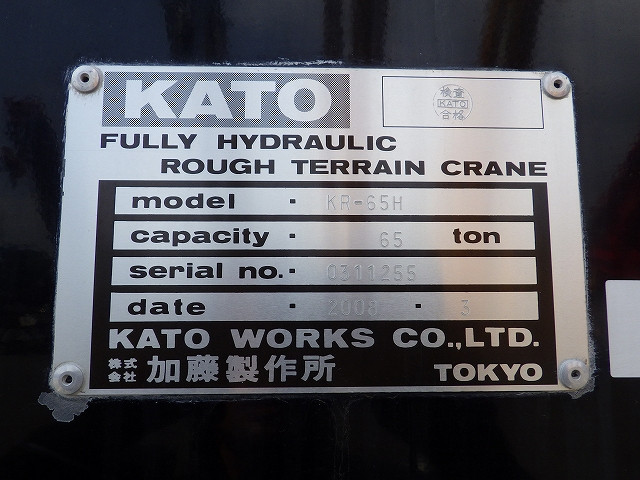 KATO
検査
KATO
合格
FULLY HYDRAULIC
ROUGH TERRAIN CRANE
model · KR-65H
capacity · 65 ton
serial no. · 0311255
date · 2008 · 3
KATO WORKS CO.,LTD.
株式会社 加藤製作所 TOKYO